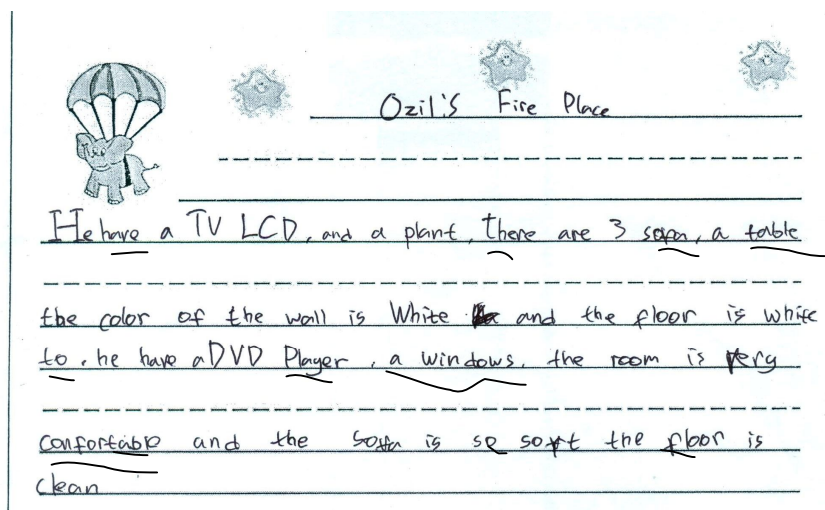 Ozil's Fire Place
He have a TV LCD, and a plant, there are 3 sofa, a table
the color of the wall is White and the floor is white
to. he have a DVD Player, a windows. the room is very
confortable and the sofa is so soft the floor is
clean